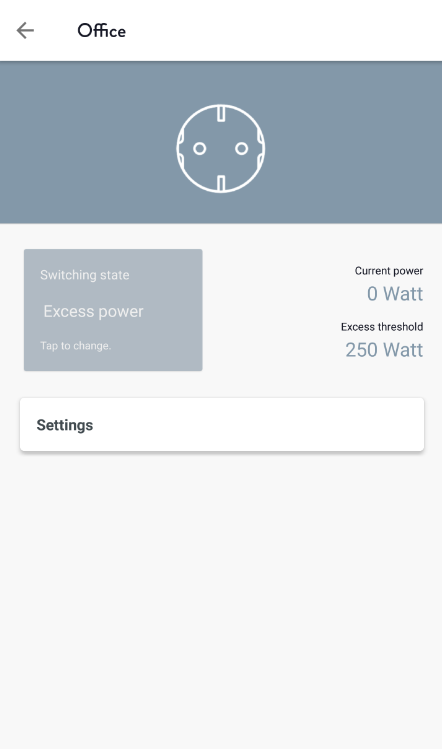 Office
Switching state
Excess power
Tap to change.
Current power
0 Watt
Excess threshold
250 Watt
Settings